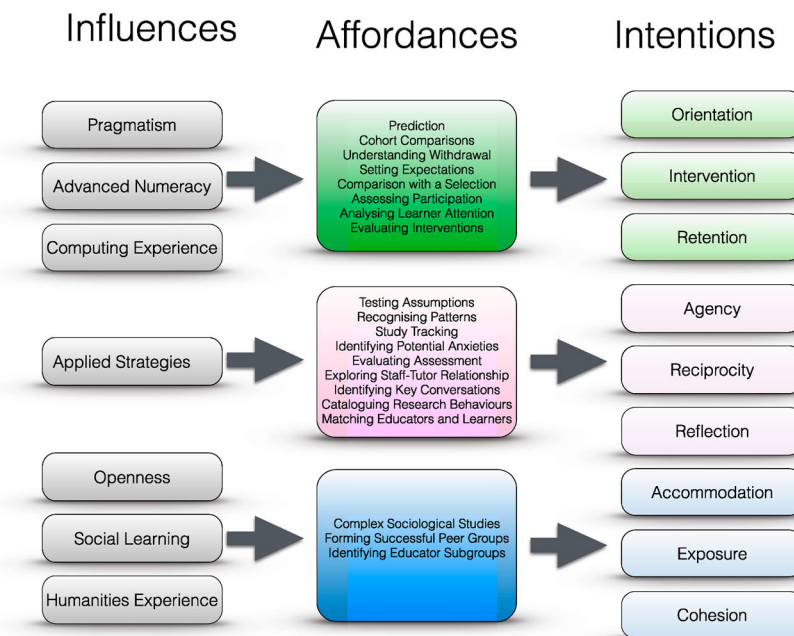 Influences
Affordances
Intentions
Pragmatism
Advanced Numeracy
Computing Experience
Prediction
Cohort Comparisons
Understanding Withdrawal
Setting Expectations
Comparison with a Selection
Assessing Participation
Analysing Learner Attention
Evaluating Interventions
Orientation
Intervention
Retention
Applied Strategies
Testing Assumptions
Recognising Patterns
Study Tracking
Identifying Potential Anxieties
Evaluating Assessment
Exploring Staff-Tutor Relationship
Identifying Key Conversations
Cataloguing Research Behaviours
Matching Educators and Learners
Agency
Reciprocity
Reflection
Openness
Social Learning
Humanities Experience
Complex Sociological Studies
Forming Successful Peer Groups
Identifying Educator Subgroups
Accommodation
Exposure
Cohesion